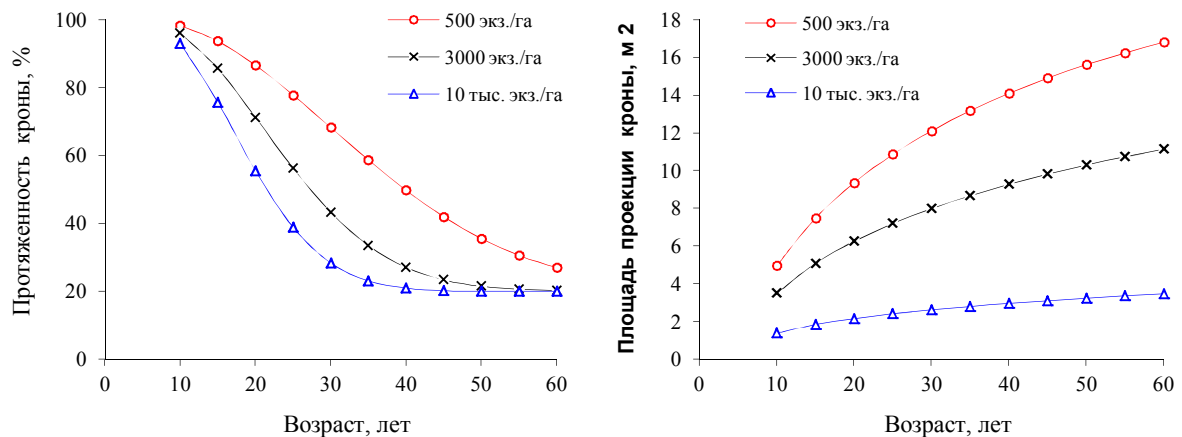 Протяженность кроны, %
100
80
60
40
20
0
0 10 20 30 40 50 60
Возраст, лет
500 экз./га
3000 экз./га
10 тыс. экз./га
Площадь проекции кроны, м 2
18
16
14
12
10
8
6
4
2
0
0 10 20 30 40 50 60
Возраст, лет
500 экз./га
3000 экз./га
10 тыс. экз./га